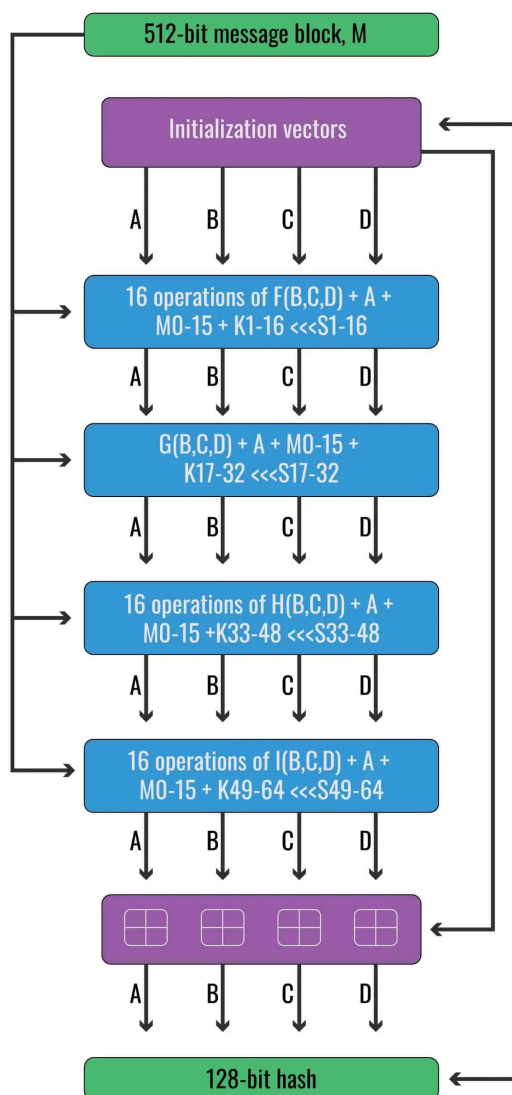 512-bit message block, M
Initialization vectors
A B C D
16 operations of F(B,C,D) + A +
M0-15 + K1-16 <<<S1-16
A B C D
G(B,C,D) + A + M0-15 +
K17-32 <<<S17-32
A B C D
16 operations of H(B,C,D) + A +
M0-15 +K33-48 <<<S33-48
A B C D
16 operations of I(B,C,D) + A +
M0-15 + K49-64 <<<S49-64
A B C D
A B C D
128-bit hash